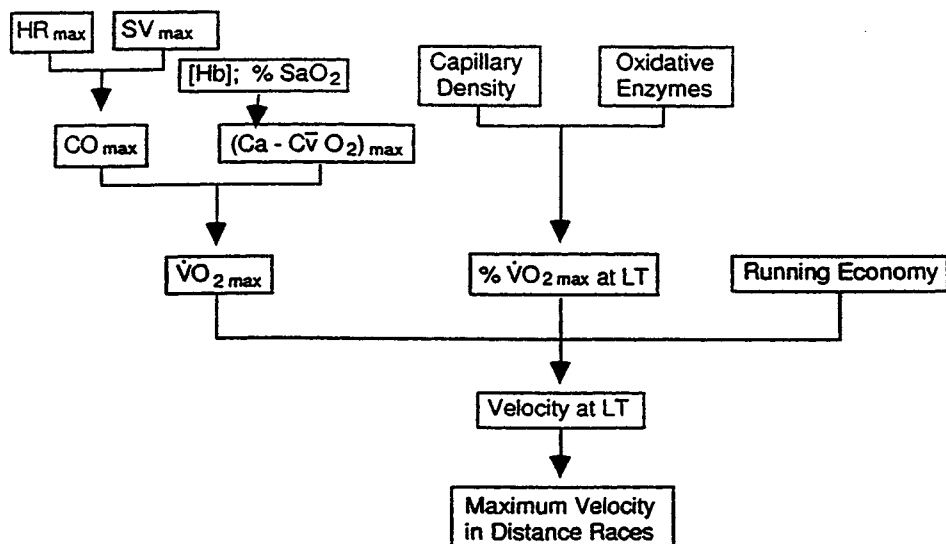 HR max
SV max
[Hb]; % SaO2
Capillary
Density
Oxidative
Enzymes
CO max
(Ca - Cv̄ O2) max
V̇O2 max
% V̇O2 max at LT
Running Economy
Velocity at LT
Maximum Velocity
in Distance Races